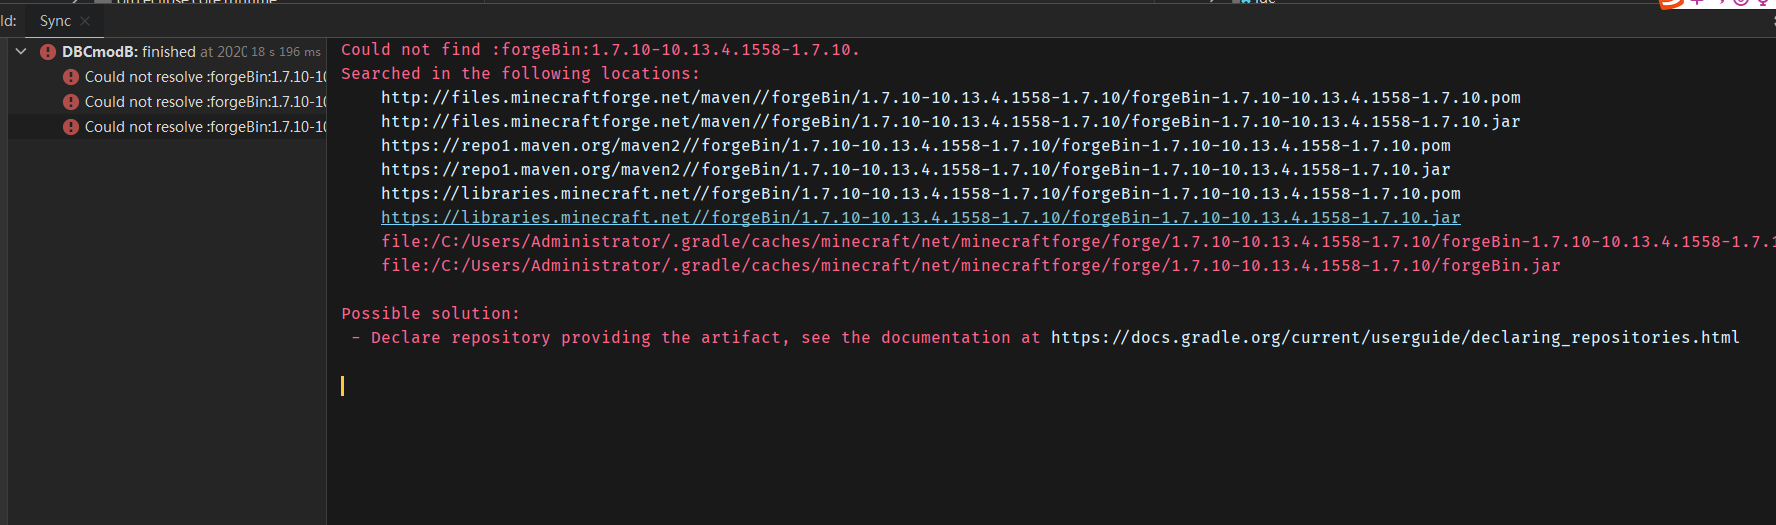 ld: Sync
DBCmodB: finished at 2020 18 s 196 ms
Could not resolve :forgeBin:1.7.10-10
Could not resolve :forgeBin:1.7.10-10
Could not resolve :forgeBin:1.7.10-10
Could not find :forgeBin:1.7.10-10.13.4.1558-1.7.10.
Searched in the following locations:
http://files.minecraftforge.net/maven//forgeBin/1.7.10-10.13.4.1558-1.7.10/forgeBin-1.7.10-10.13.4.1558-1.7.10.pom
http://files.minecraftforge.net/maven//forgeBin/1.7.10-10.13.4.1558-1.7.10/forgeBin-1.7.10-10.13.4.1558-1.7.10.jar
https://repo1.maven.org/maven2//forgeBin/1.7.10-10.13.4.1558-1.7.10/forgeBin-1.7.10-10.13.4.1558-1.7.10.pom
https://repo1.maven.org/maven2//forgeBin/1.7.10-10.13.4.1558-1.7.10/forgeBin-1.7.10-10.13.4.1558-1.7.10.jar
https://libraries.minecraft.net//forgeBin/1.7.10-10.13.4.1558-1.7.10/forgeBin-1.7.10-10.13.4.1558-1.7.10.pom
https://libraries.minecraft.net//forgeBin/1.7.10-10.13.4.1558-1.7.10/forgeBin-1.7.10-10.13.4.1558-1.7.10.jar
file:/C:/Users/Administrator/.gradle/caches/minecraft/net/minecraftforge/forge/1.7.10-10.13.4.1558-1.7.10/forgeBin-1.7.10-10.13.4.1558-1.7.1
file:/C:/Users/Administrator/.gradle/caches/minecraft/net/minecraftforge/forge/1.7.10-10.13.4.1558-1.7.10/forgeBin.jar
Possible solution:
- Declare repository providing the artifact, see the documentation at https://docs.gradle.org/current/userguide/declaring_repositories.html